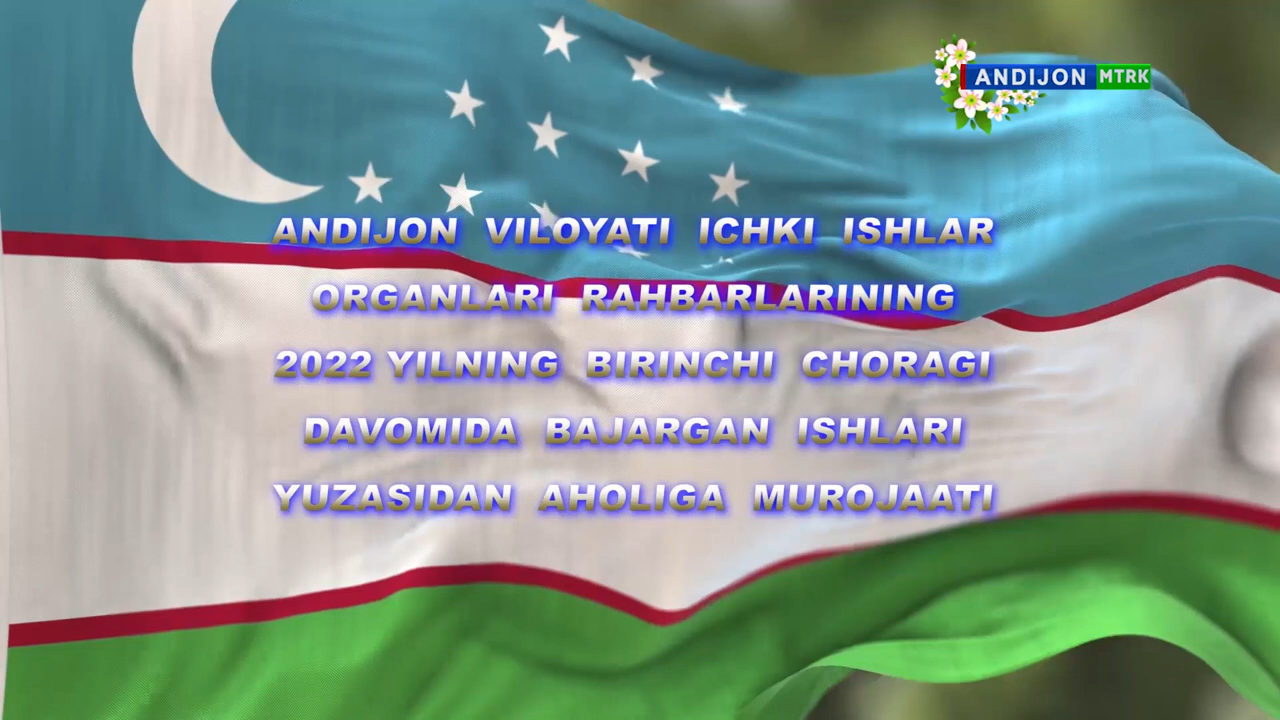 ANDIJON MTRK
ANDIJON VILOYATI ICHKI ISHLAR
ORGANLARI RAHBARLARINING
2022 YILNING BIRINCHI CHORAGI
DAVOMIDA BAJARGAN ISHLARI
YUZASIDAN AHOLIGA MUROJAATI